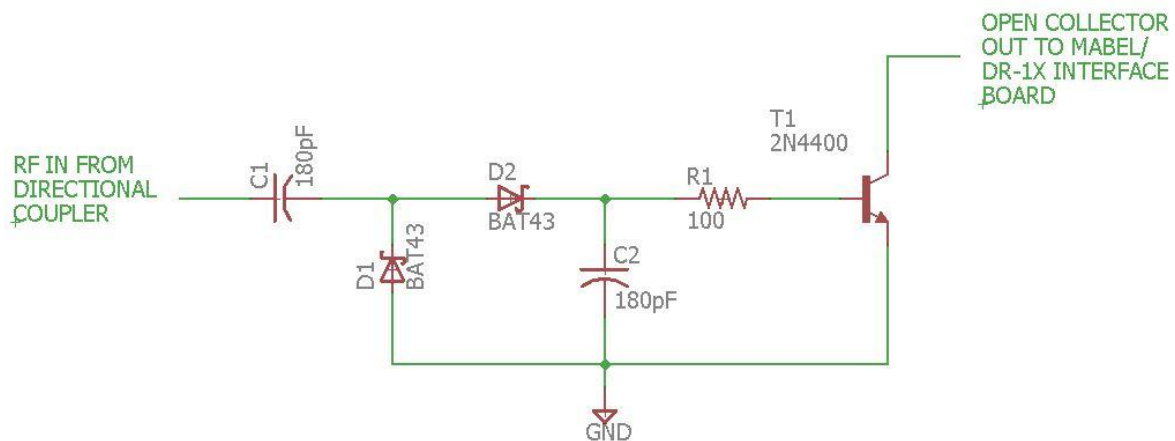 OPEN COLLECTOR
OUT TO MABEL/
DR-1X INTERFACE
BOARD
T1
2N4400
RF IN FROM
DIRECTIONAL
COUPLER
C1
180pF
D2
BAT43
R1
100
D1
BAT43
C2
180pF
GND